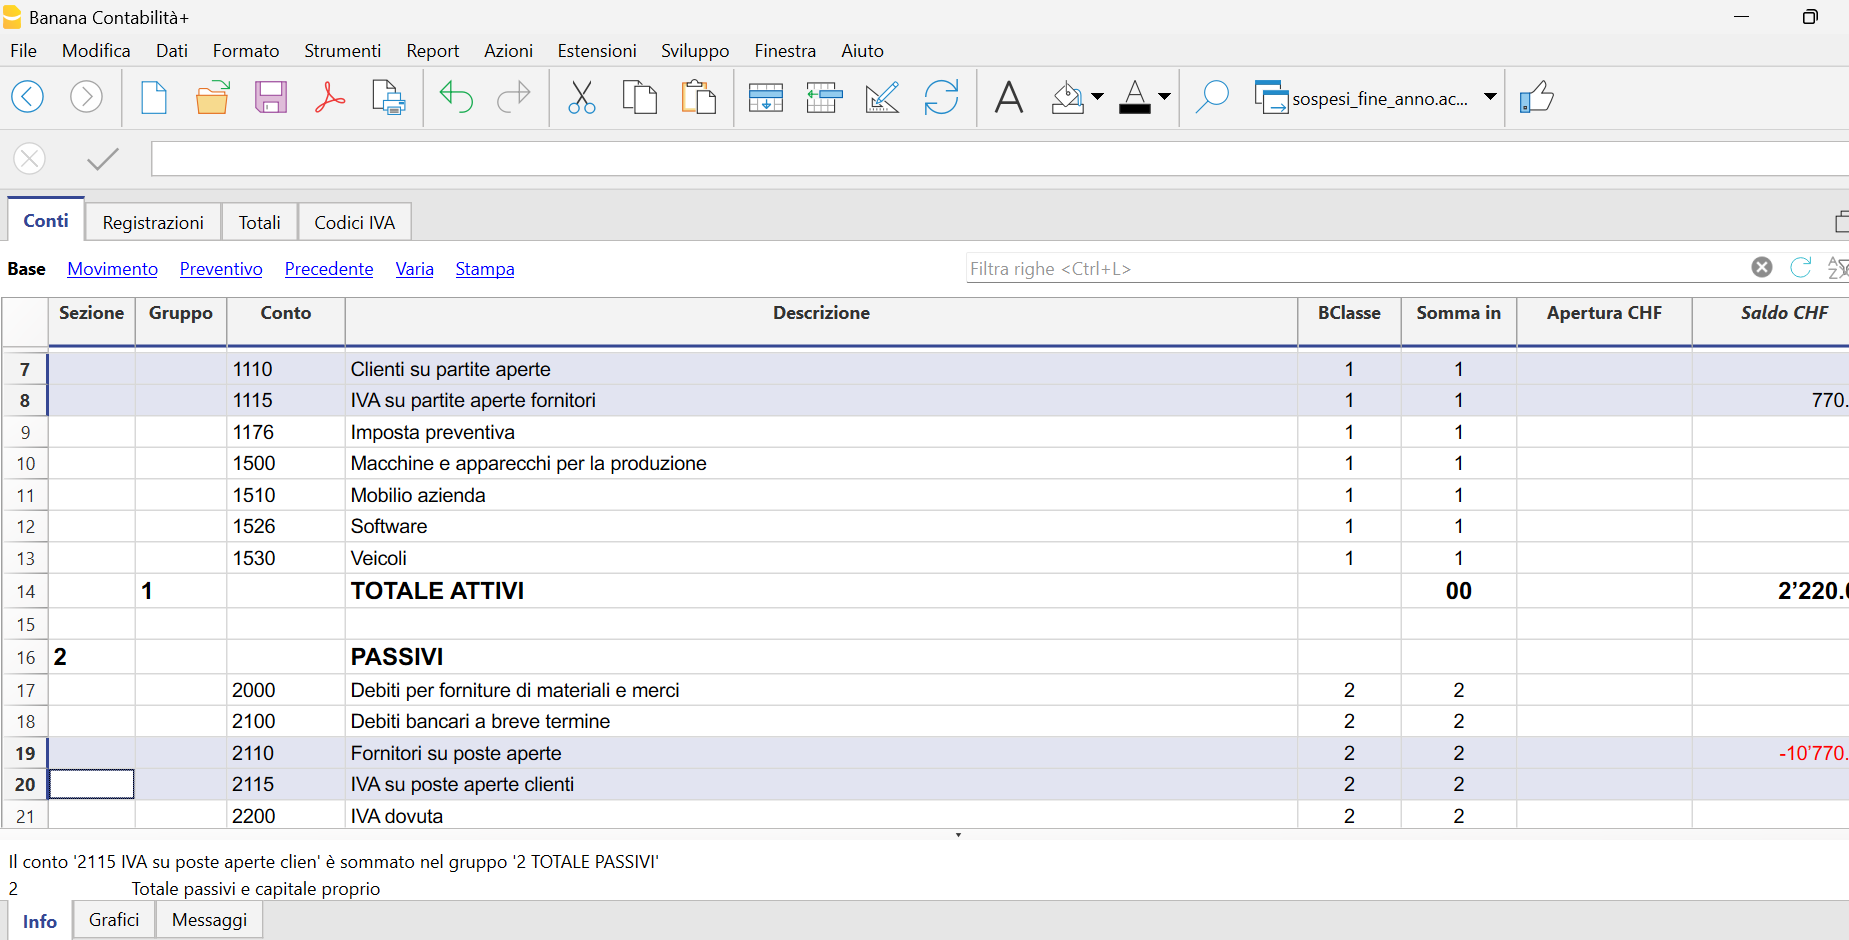 Banana Contabilità+
File Modifica Dati Formato Strumenti Report Azioni Estensioni Sviluppo Finestra Aiuto
sospesi_fine_anno.ac...
Conti Registrazioni Totali Codici IVA
Base Movimento Preventivo Precedente Varia Stampa Filtra righe <Ctrl+L>
Sezione Gruppo Conto Descrizione BClasse Somma in Apertura CHF Saldo CHF
7 1110 Clienti su partite aperte 1 1
8 1115 IVA su partite aperte fornitori 1 1 770.
9 1176 Imposta preventiva 1 1
10 1500 Macchine e apparecchi per la produzione 1 1
11 1510 Mobilio azienda 1 1
12 1526 Software 1 1
13 1530 Veicoli 1 1
14 1 TOTALE ATTIVI 00 2’220.
15
16 2 PASSIVI
17 2000 Debiti per forniture di materiali e merci 2 2
18 2100 Debiti bancari a breve termine 2 2
19 2110 Fornitori su poste aperte 2 2 -10’770.
20 2115 IVA su poste aperte clienti 2 2
21 2200 IVA dovuta 2 2
Il conto '2115 IVA su poste aperte clien' è sommato nel gruppo '2 TOTALE PASSIVI'
2 Totale passivi e capitale proprio
Info Grafici Messaggi